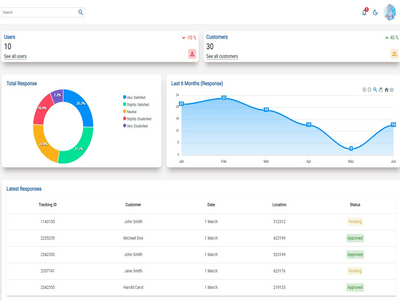 Search
Users
10 %
10
See all users
Customers
40 %
30
See all customers
Total Response
Very Satisfied
Slightly Satisfied
Neutral
Slightly Dissatisfied
Very Dissatisfied
Last 6 Months (Response)
24
Jan Feb Mar Apr May Jun
Latest Responses
Tracking ID Customer Date Location Status
1140155 John Smith 1 March 312312 Pending
2235235 Michael Doe 1 March 423199 Approved
2342353 John Smith 1 March Approved
2357741 Jane Smith 1 March 623176 Pending
2342355 Harold Carol 1 March 219133 Approved